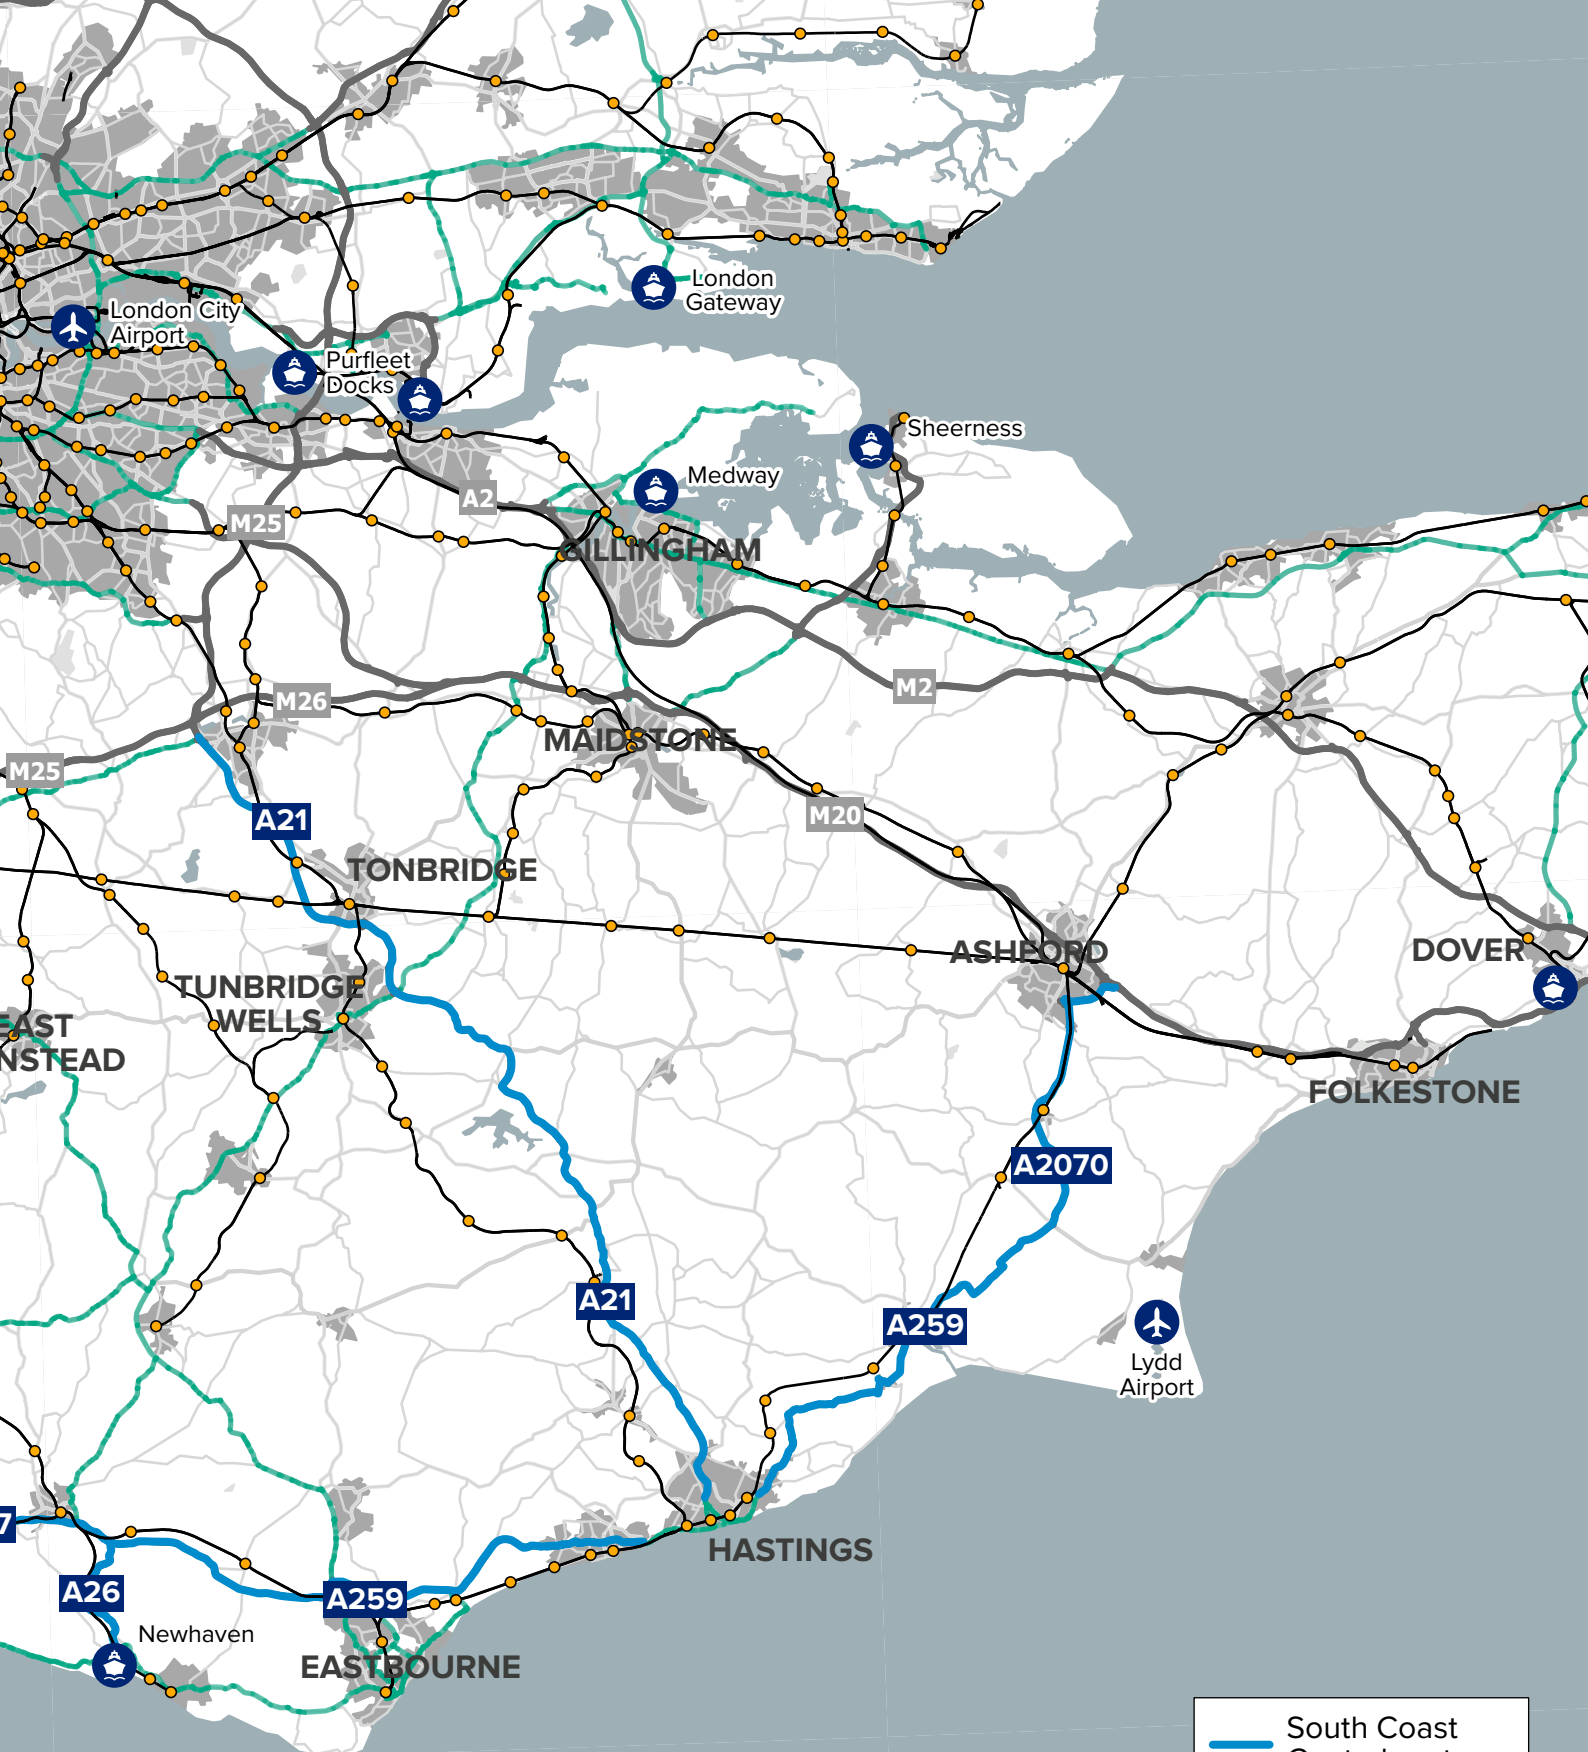 London
Gateway
London City
Airport
Purfleet
Docks
Sheerness
Medway
A2
M25
GILLINGHAM
M2
M26
MAIDSTONE
M25
M20
A21
TONBRIDGE
ASHFORD
DOVER
TUNBRIDGE
WELLS
EAST
NSTEAD
FOLKESTONE
A2070
A21
A259
Lydd
Airport
7
HASTINGS
A26
A259
Newhaven
EASTBOURNE
South Coast